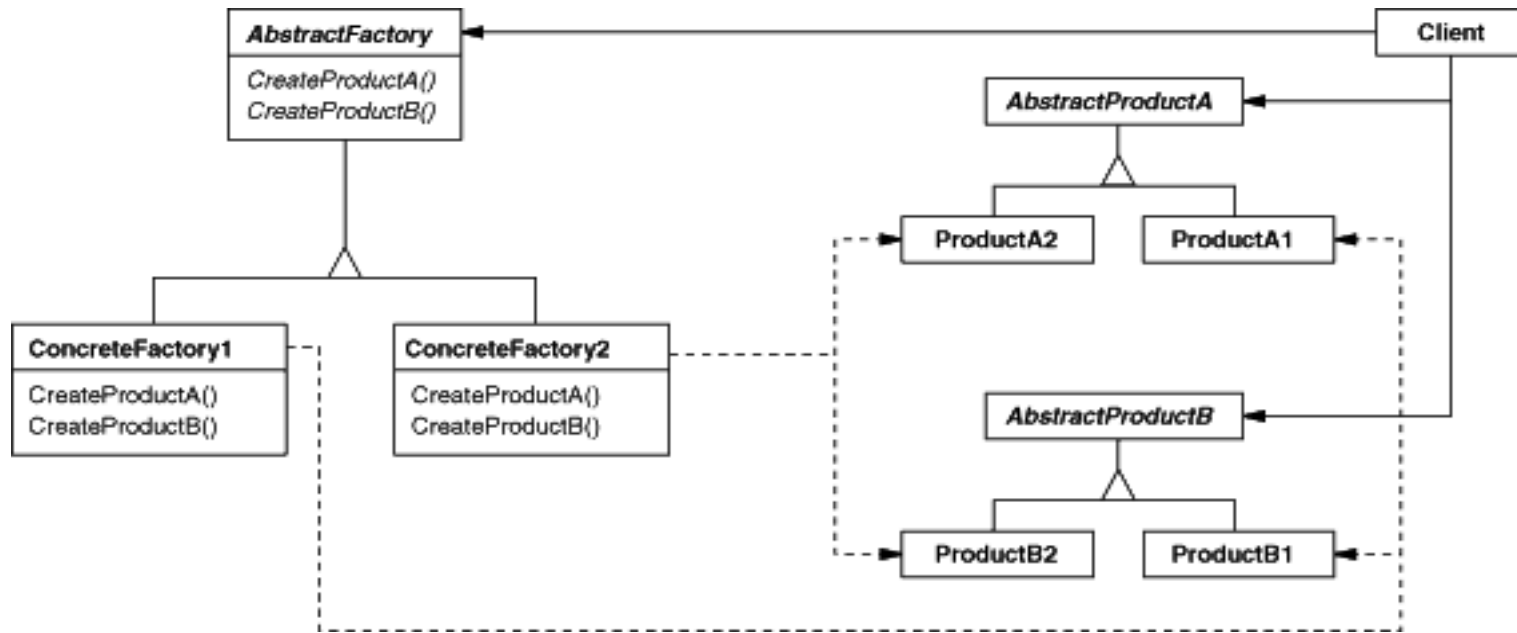 AbstractFactory
CreateProductA()
CreateProductB()
Client
AbstractProductA
ProductA2
ProductA1
ConcreteFactory1
CreateProductA()
CreateProductB()
ConcreteFactory2
CreateProductA()
CreateProductB()
AbstractProductB
ProductB2
ProductB1